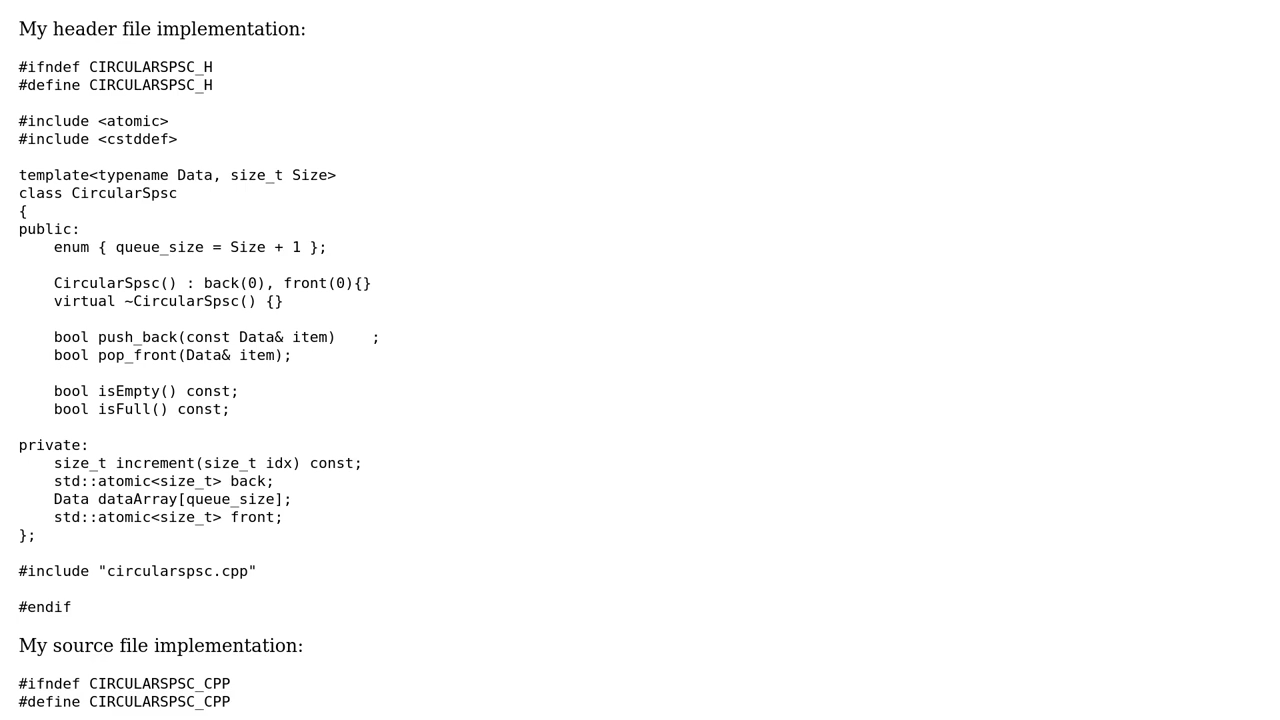 My header file implementation:
#ifndef CIRCULARSPSC_H
#define CIRCULARSPSC_H
#include <atomic>
#include <cstddef>
template<typename Data, size_t Size>
class CircularSpsc
{
public:
    enum { queue_size = Size + 1 };
    CircularSpsc() : back(0), front(0){}
    virtual ~CircularSpsc() {}
    bool push_back(const Data& item)    ;
    bool pop_front(Data& item);
    bool isEmpty() const;
    bool isFull() const;
private:
    size_t increment(size_t idx) const;
    std::atomic<size_t> back;
    Data dataArray[queue_size];
    std::atomic<size_t> front;
};
#include "circularspsc.cpp"
#endif
My source file implementation:
#ifndef CIRCULARSPSC_CPP
#define CIRCULARSPSC_CPP